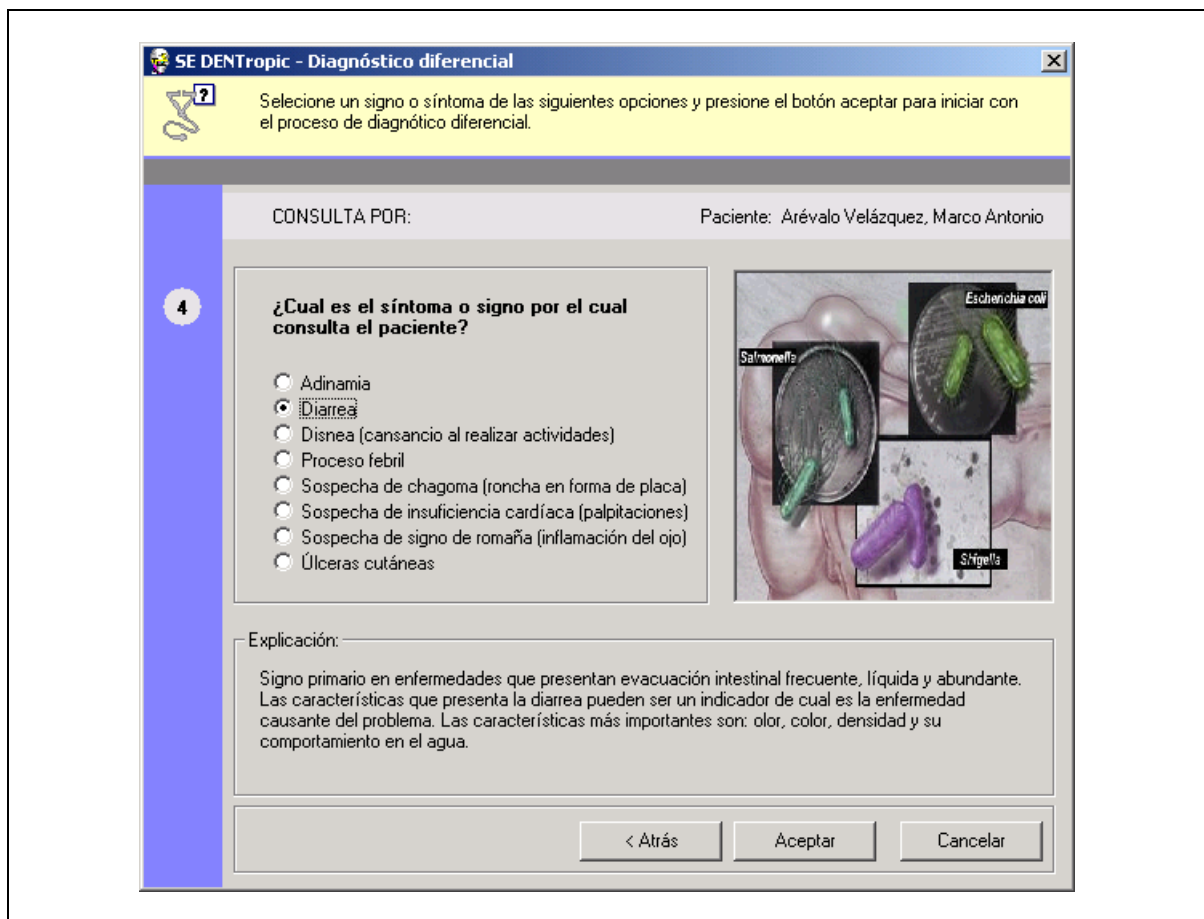 SE DENTropic - Diagnóstico diferencial
Selecione un signo o síntoma de las siguientes opciones y presione el botón aceptar para iniciar con
el proceso de diagnótico diferencial.
CONSULTA POR:
Paciente: Arévalo Velázquez, Marco Antonio
4
¿Cual es el síntoma o signo por el cual
consulta el paciente?
Adinamia
Diarrea
Disnea (cansancio al realizar actividades)
Proceso febril
Sospecha de chagoma (roncha en forma de placa)
Sospecha de insuficiencia cardíaca (palpitaciones)
Sospecha de signo de romaña (inflamación del ojo)
Úlceras cutáneas
Escherichia coli
Salmonella
Shigella
Explicación:
Signo primario en enfermedades que presentan evacuación intestinal frecuente, líquida y abundante.
Las características que presenta la diarrea pueden ser un indicador de cual es la enfermedad
causante del problema. Las características más importantes son: olor, color, densidad y su
comportamiento en el agua.
< Atrás
Aceptar
Cancelar